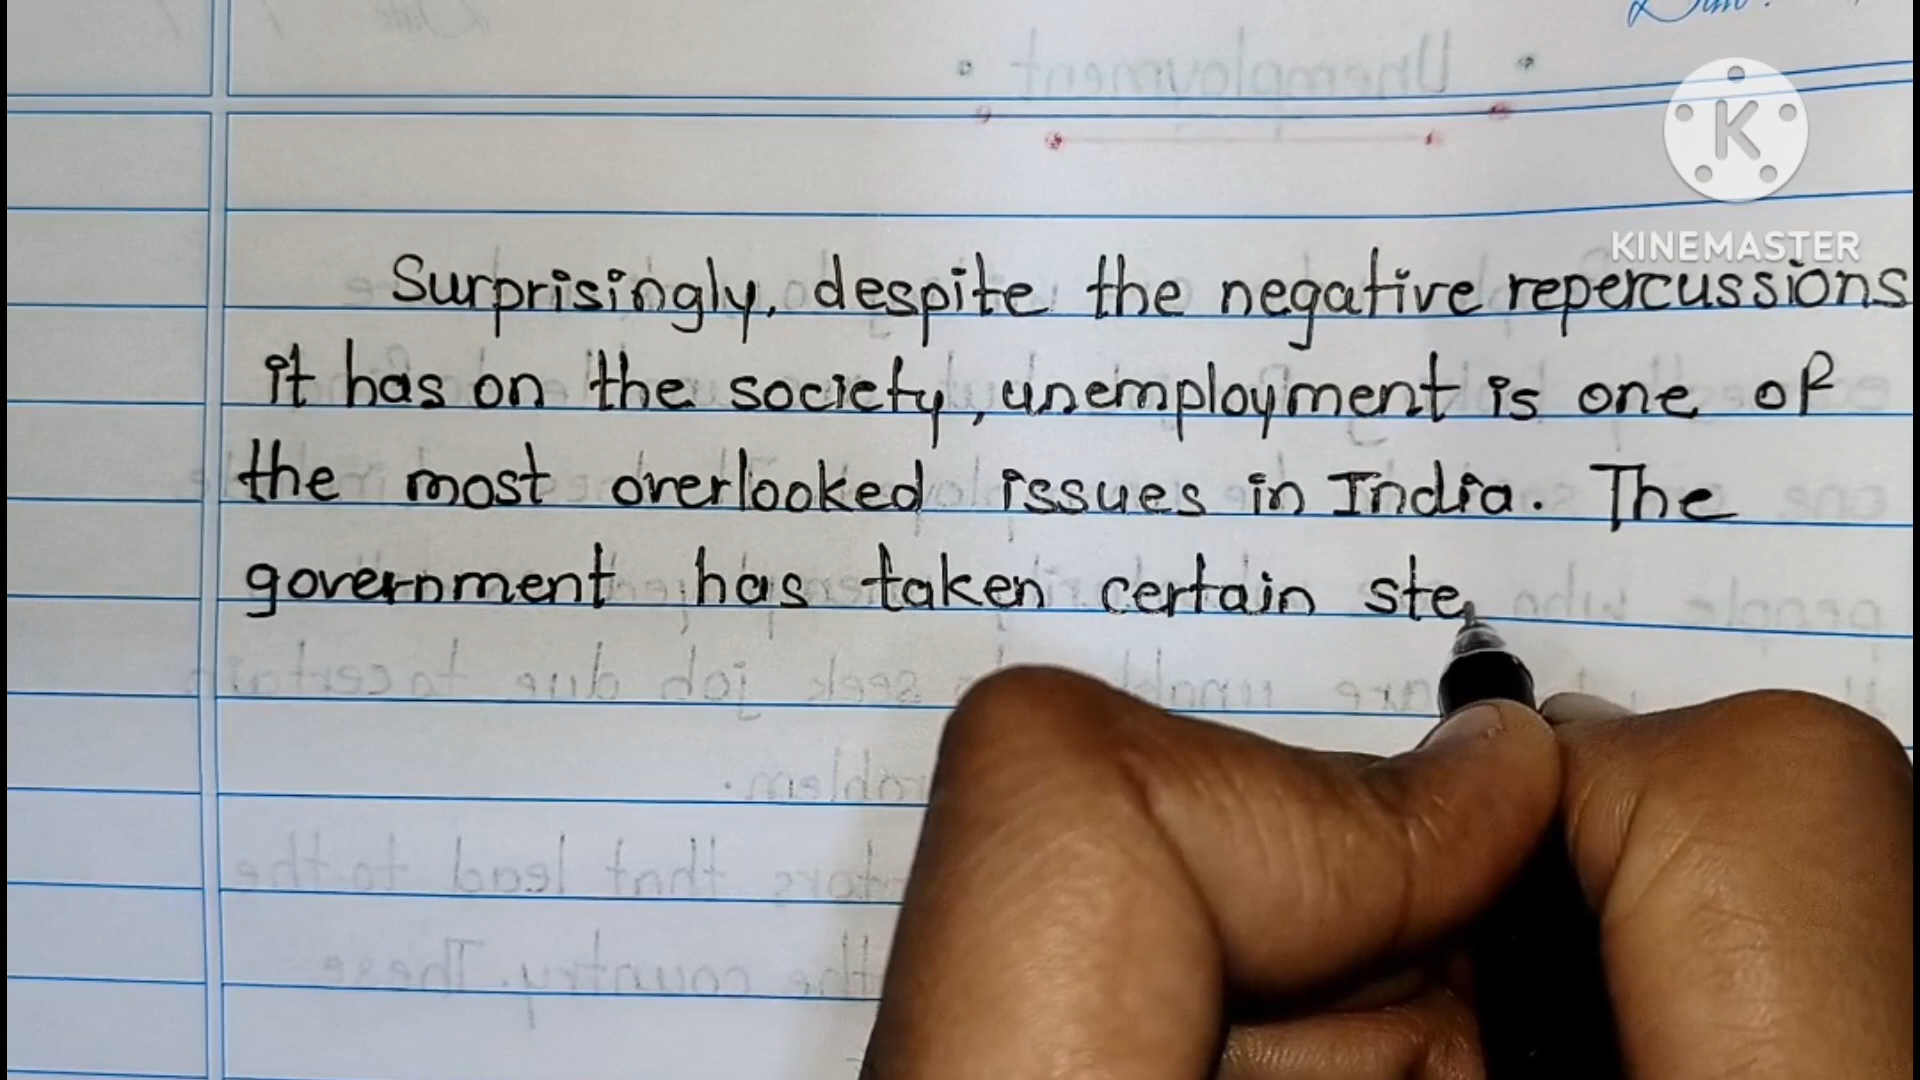 Surprisingly, despite the negative repercussions
it has on the society, unemployment is one of
the most overlooked issues in India. The
government has taken certain ste
KINEMASTER